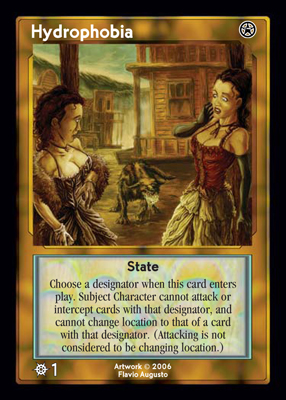 Hydrophobia
State
Choose a designator when this card enters
play. Subject Character cannot attack or
intercept cards with that designator, and
cannot change location to that of a card
with that designator. (Attacking is not
considered to be changing location.)
1
Artwork © 2006
Flavio Augusto